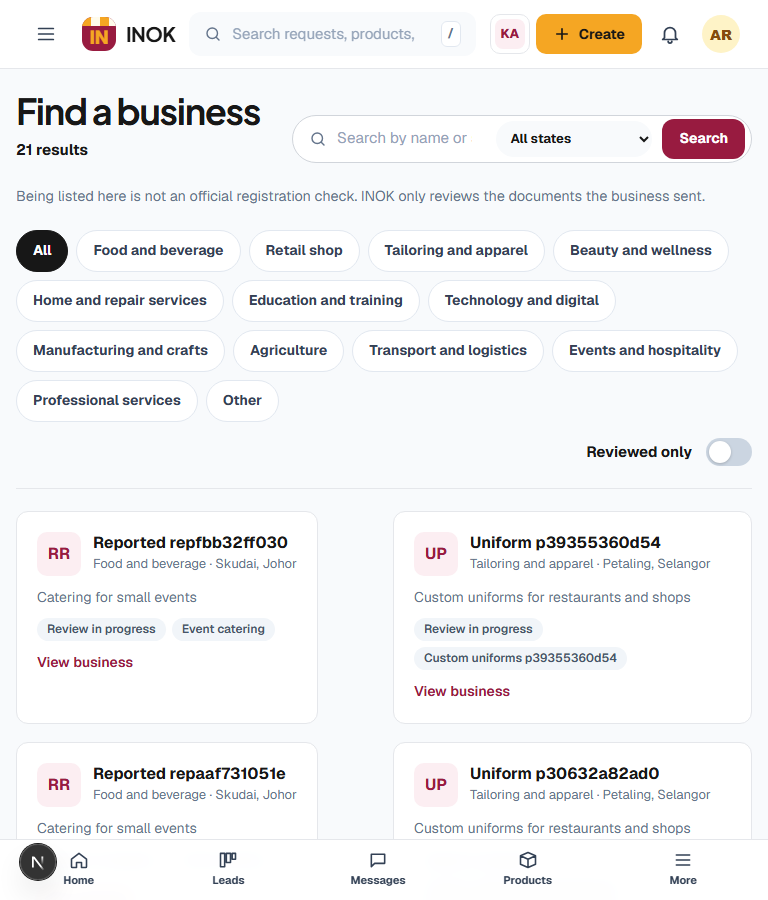 IN INOK Search requests, products, / KA + Create AR
Find a business
21 results
Search by name or All states Search
Being listed here is not an official registration check. INOK only reviews the documents the business sent.
All Food and beverage Retail shop Tailoring and apparel Beauty and wellness
Home and repair services Education and training Technology and digital
Manufacturing and crafts Agriculture Transport and logistics Events and hospitality
Professional services Other
Reviewed only
RR Reported repfbb32ff030
Food and beverage · Skudai, Johor
Catering for small events
Review in progress Event catering
View business
UP Uniform p39355360d54
Tailoring and apparel · Petaling, Selangor
Custom uniforms for restaurants and shops
Review in progress
Custom uniforms p39355360d54
View business
RR Reported repaaf731051e
Food and beverage · Skudai, Johor
Catering for small events
UP Uniform p30632a82ad0
Tailoring and apparel · Petaling, Selangor
Custom uniforms for restaurants and shops
N Home Leads Messages Products More